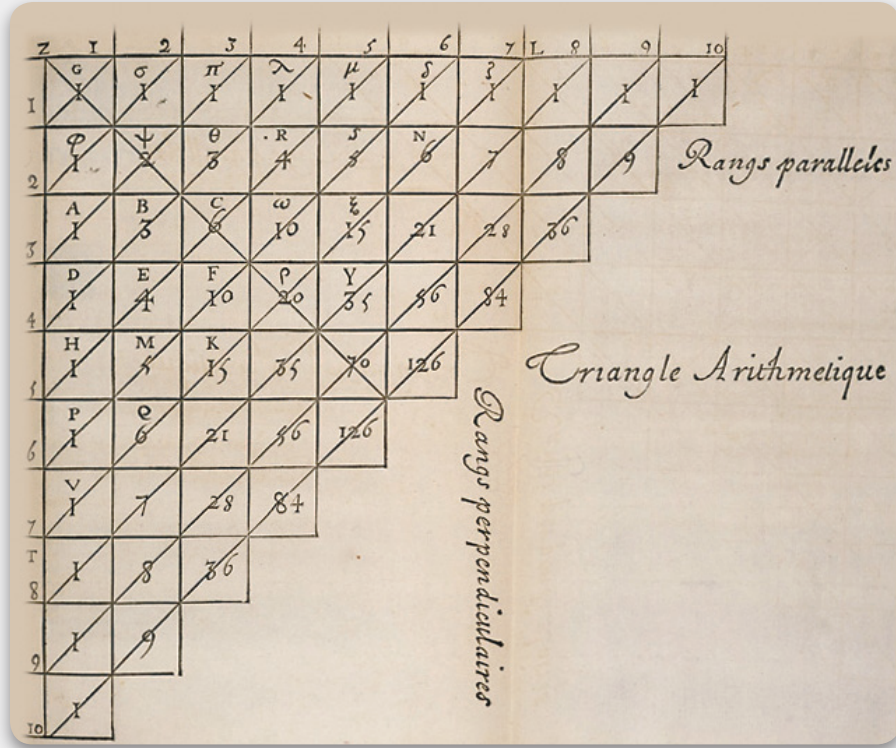 Z 1 2 3 4 5 6 7 L 8 9 10
G σ π λ μ δ ζ
1 1 1 1 1 1 1 1 1 1 1
φ ψ θ R S N
2 1 2 3 4 5 6 7 8 9 Rangs paralleles
A B C ω ξ
3 1 3 6 10 15 21 28 36
D E F ρ Y
4 1 4 10 20 35 56 84
H M K
5 1 5 15 35 70 126 Triangle Arithmetique
P Q
6 1 6 21 56 126
V
7 1 7 28 84
T
8 1 8 36
9 1 9
10 1
Rangs perpendiculaires